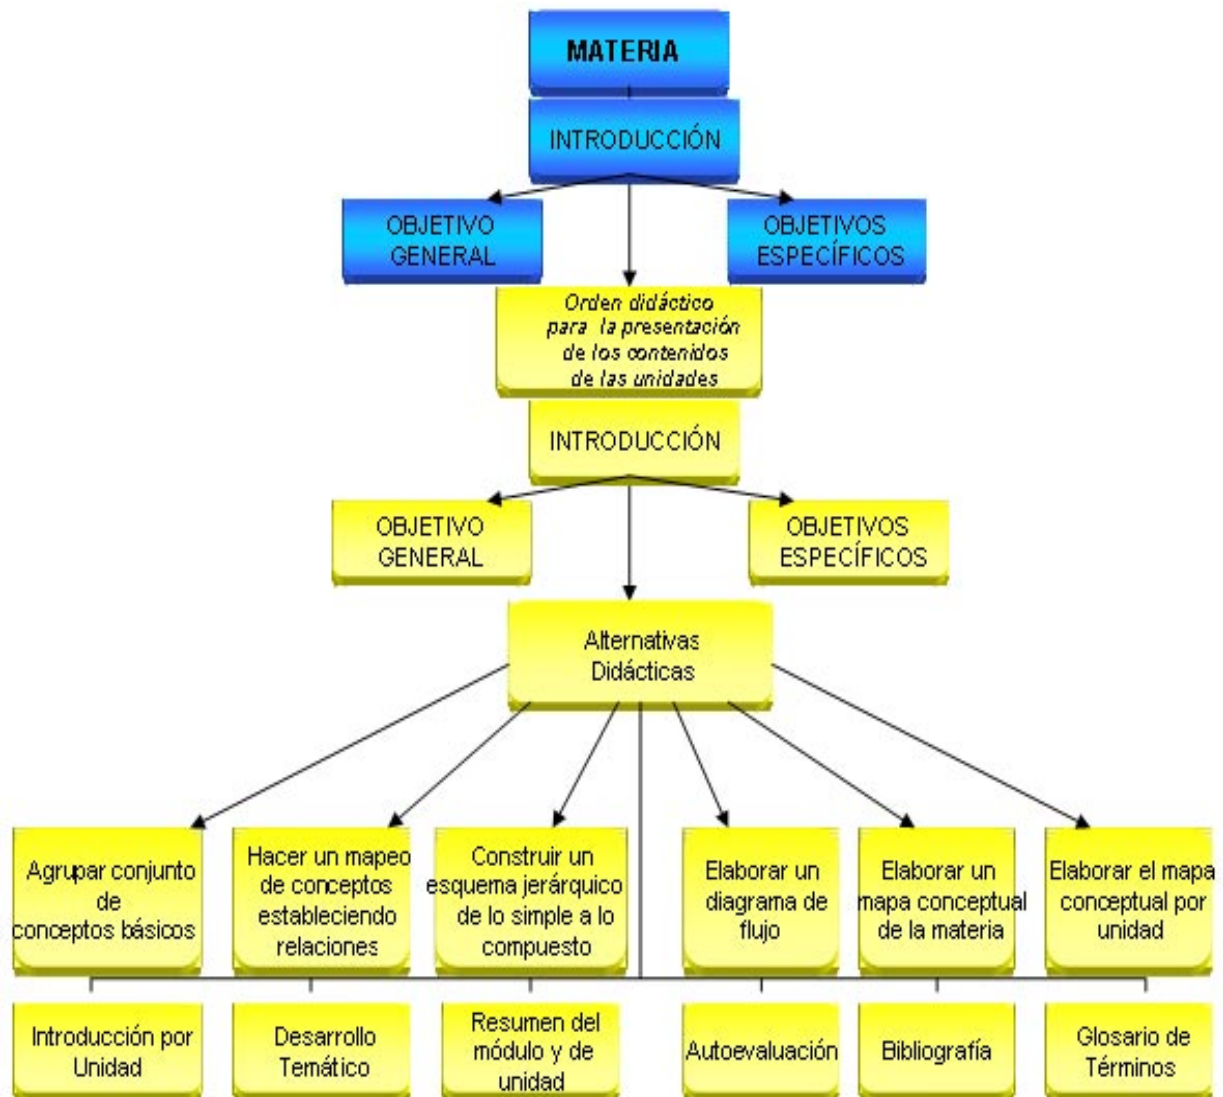 MATERIA
INTRODUCCIÓN
OBJETIVO
GENERAL
OBJETIVOS
ESPECÍFICOS
Orden didáctico
para la presentación
de los contenidos
de las unidades
INTRODUCCIÓN
OBJETIVO
GENERAL
OBJETIVOS
ESPECÍFICOS
Alternativas
Didácticas
Agrupar conjunto
de
conceptos básicos
Hacer un mapeo
de conceptos
estableciendo
relaciones
Construir un
esquema jerárquico
de lo simple a lo
compuesto
Elaborar un
diagrama de
flujo
Elaborar un
mapa conceptual
de la materia
Elaborar el mapa
conceptual por
unidad
Introducción por
Unidad
Desarrollo
Temático
Resumen del
módulo y de
unidad
Autoevaluación
Bibliografía
Glosario de
Términos